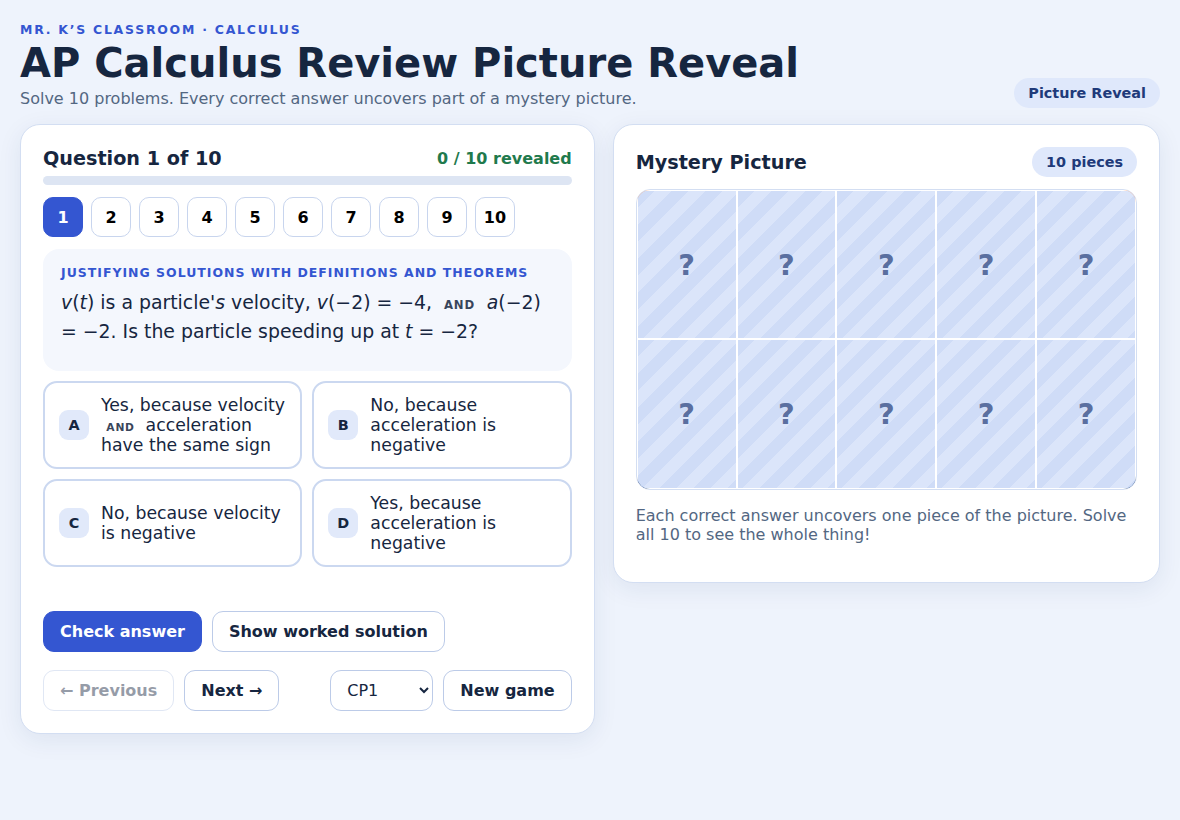 MR. K’S CLASSROOM · CALCULUS
AP Calculus Review Picture Reveal
Solve 10 problems. Every correct answer uncovers part of a mystery picture.
Picture Reveal
Question 1 of 10
0 / 10 revealed
1 2 3 4 5 6 7 8 9 10
JUSTIFYING SOLUTIONS WITH DEFINITIONS AND THEOREMS
v(t) is a particle's velocity, v(−2) = −4, AND a(−2)
= −2. Is the particle speeding up at t = −2?
A
Yes, because velocity
AND acceleration
have the same sign
B
No, because
acceleration is
negative
C
No, because velocity
is negative
D
Yes, because
acceleration is
negative
Check answer
Show worked solution
← Previous
Next →
CP1
New game
Mystery Picture
10 pieces
? ? ? ? ?
? ? ? ? ?
Each correct answer uncovers one piece of the picture. Solve
all 10 to see the whole thing!